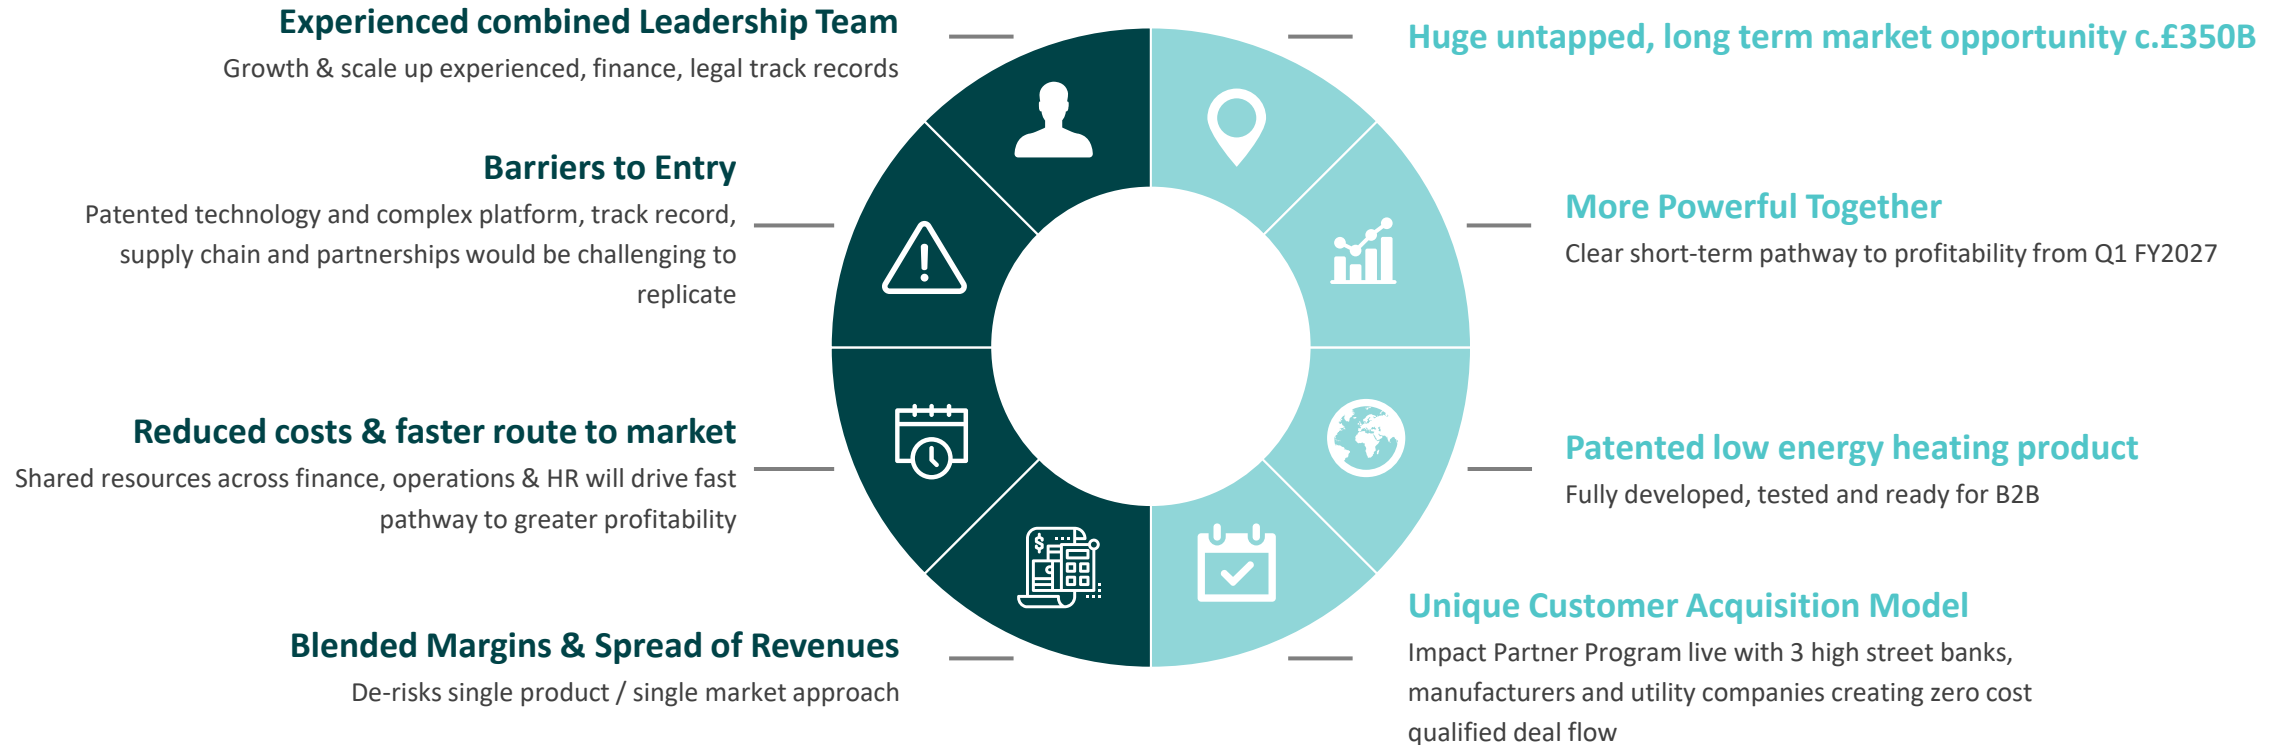 Experienced combined Leadership Team
Growth & scale up experienced, finance, legal track records
Barriers to Entry
Patented technology and complex platform, track record,
supply chain and partnerships would be challenging to
replicate
Reduced costs & faster route to market
Shared resources across finance, operations & HR will drive fast
pathway to greater profitability
Blended Margins & Spread of Revenues
De-risks single product / single market approach
$
Huge untapped, long term market opportunity c.£350B
More Powerful Together
Clear short-term pathway to profitability from Q1 FY2027
Patented low energy heating product
Fully developed, tested and ready for B2B
Unique Customer Acquisition Model
Impact Partner Program live with 3 high street banks,
manufacturers and utility companies creating zero cost
qualified deal flow